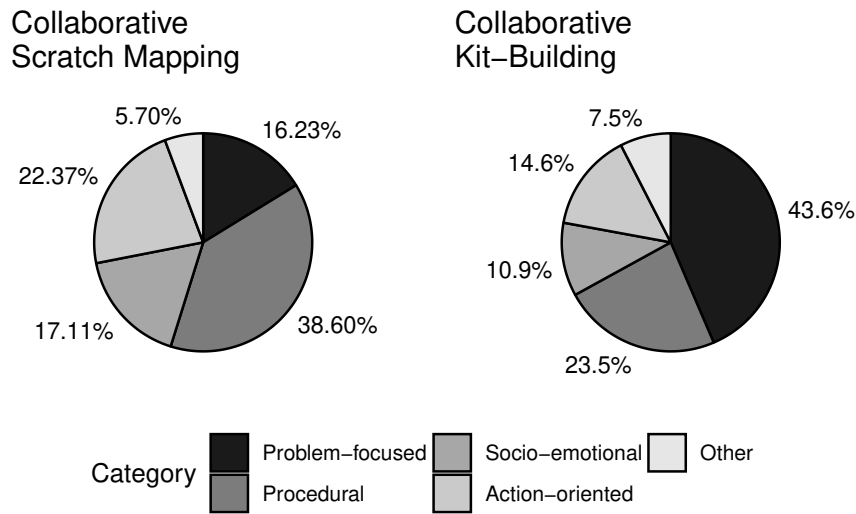 Collaborative
Scratch Mapping
Collaborative
Kit−Building
5.70%
16.23%
22.37%
17.11%
38.60%
7.5%
14.6%
43.6%
10.9%
23.5%
Category
Problem−focused
Socio−emotional
Other
Procedural
Action−oriented